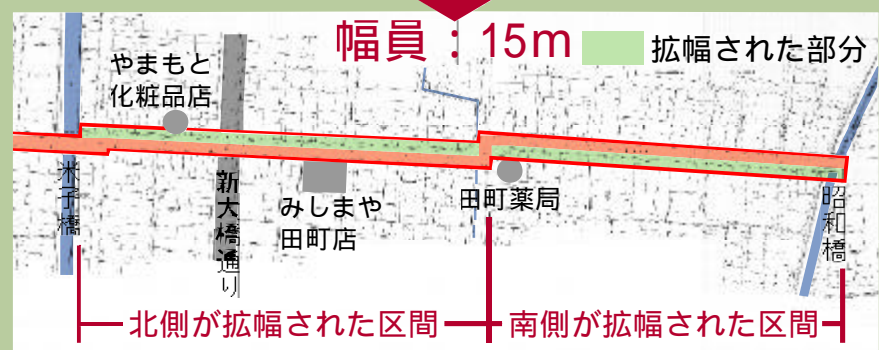 幅員：15m
拡幅された部分
やまもと
化粧品店
米子橋
新大橋通り
みしまや
田町店
田町薬局
昭和橋
北側が拡幅された区間
南側が拡幅された区間